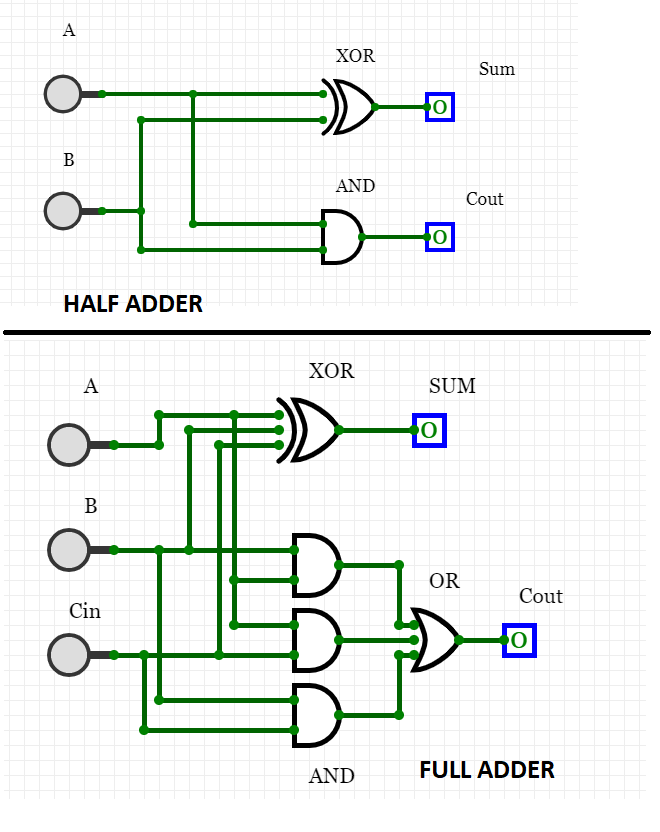 A
XOR
Sum
O
B
AND
Cout
O
HALF ADDER
XOR
A
SUM
O
B
OR
Cin
Cout
O
AND
FULL ADDER